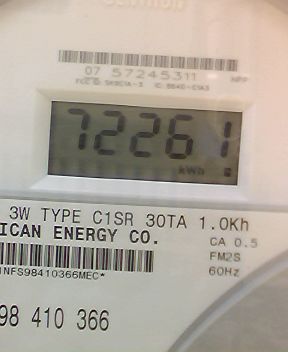 CENTRON
07 57245311
72261
kWh
3W TYPE C1SR 30TA 1.0Kh
ICAN ENERGY CO.
CA 0.5
FM2S
60Hz
INFS98410366MEC*
98 410 366